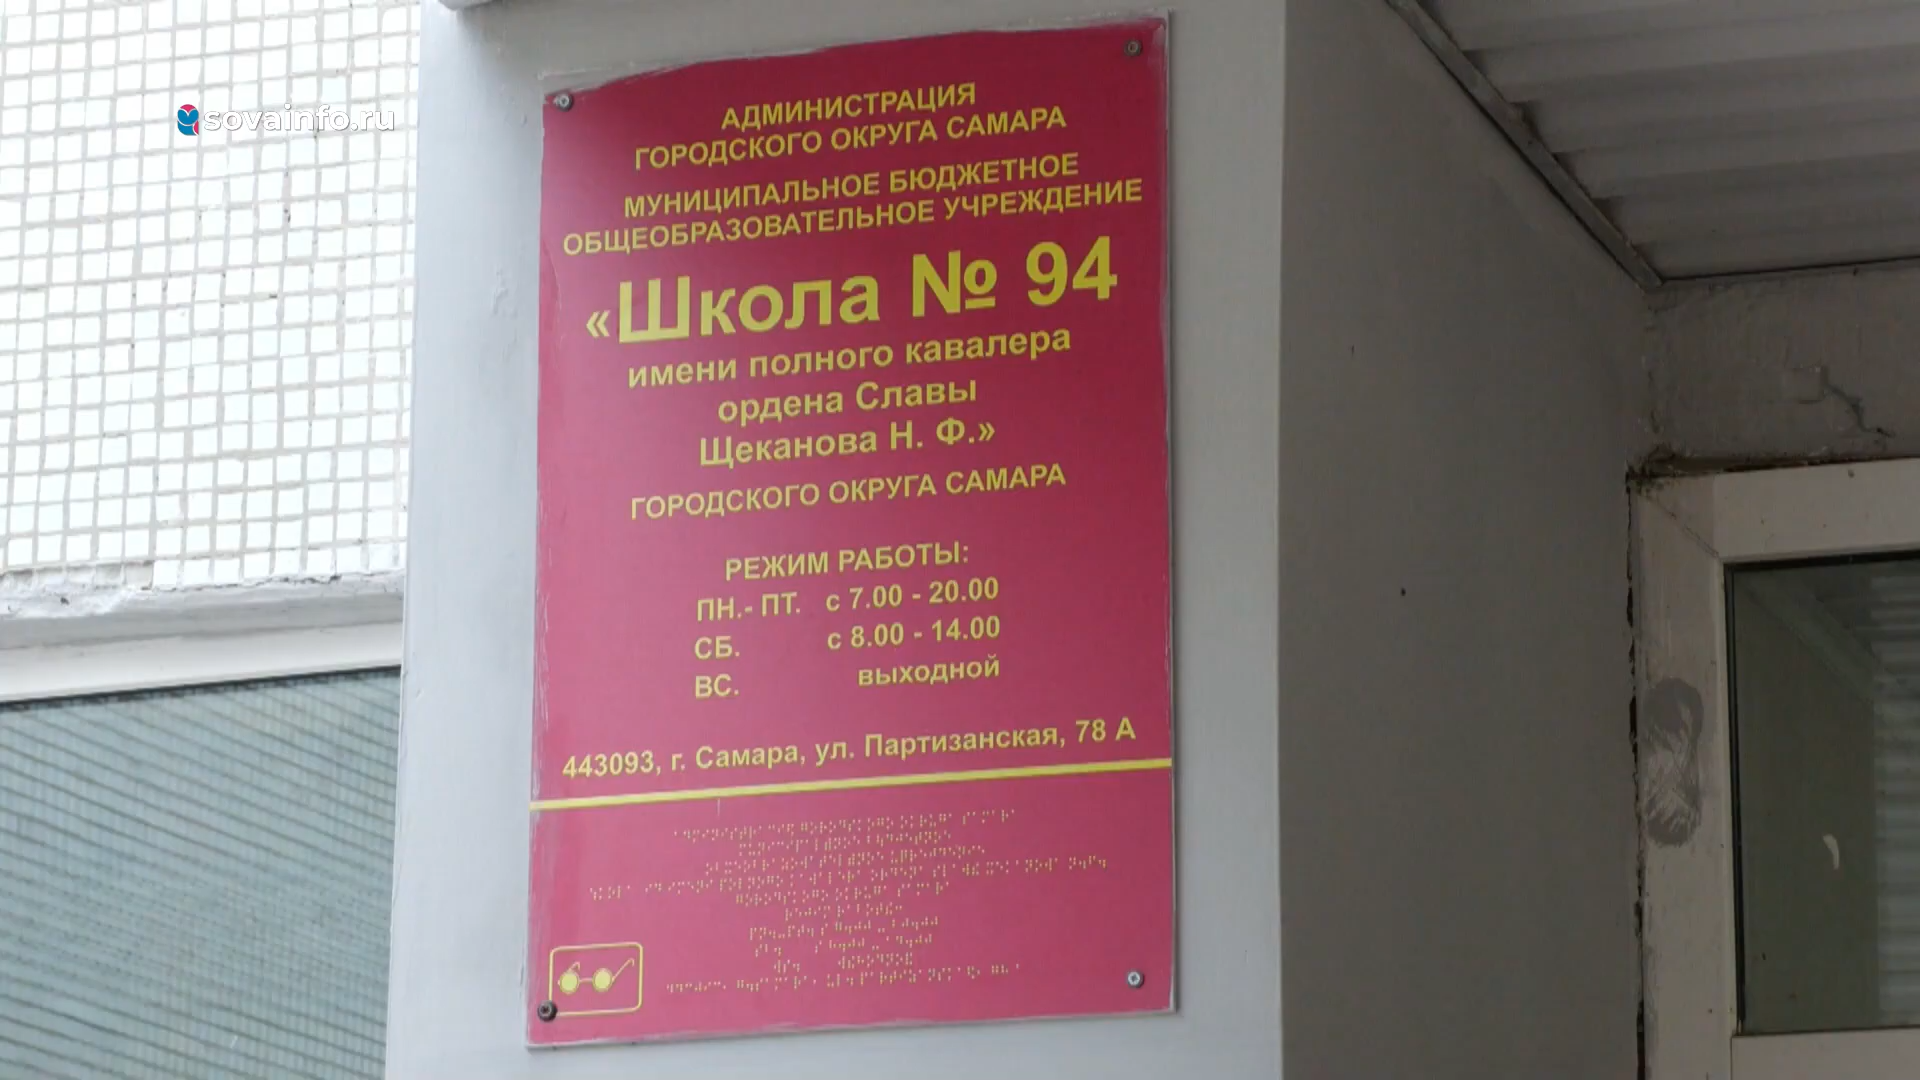 sovainfo.ru
АДМИНИСТРАЦИЯ
ГОРОДСКОГО ОКРУГА САМАРА
МУНИЦИПАЛЬНОЕ БЮДЖЕТНОЕ
ОБЩЕОБРАЗОВАТЕЛЬНОЕ УЧРЕЖДЕНИЕ
«Школа № 94
имени полного кавалера
ордена Славы
Щеканова Н. Ф.»
ГОРОДСКОГО ОКРУГА САМАРА
РЕЖИМ РАБОТЫ:
ПН.- ПТ. с 7.00 - 20.00
СБ. с 8.00 - 14.00
ВС. выходной
443093, г. Самара, ул. Партизанская, 78 А